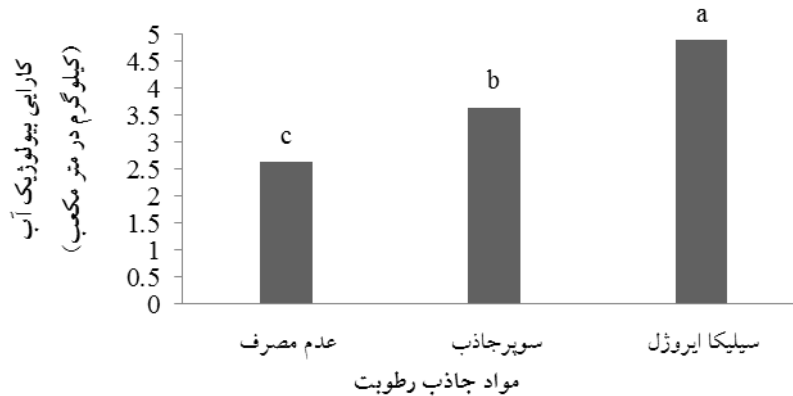 کارایی بیولوژیک آب
(کیلوگرم در متر مکعب)
5
4.5
4
3.5
3
2.5
2
1.5
1
0.5
0
c
b
a
عدم مصرف
سوپرجاذب
سیلیکا ایروژل
مواد جاذب رطوبت